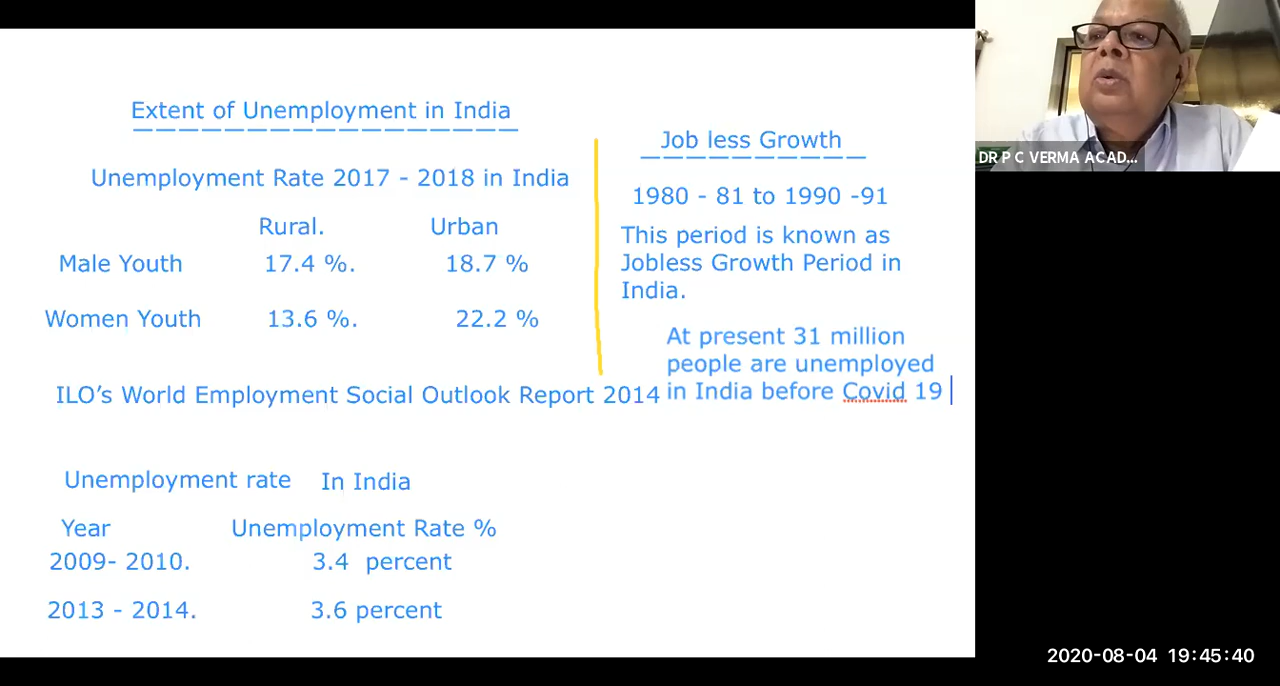 Extent of Unemployment in India
Unemployment Rate 2017 - 2018 in India
Rural. Urban
Male Youth 17.4 %. 18.7 %
Women Youth 13.6 %. 22.2 %
ILO’s World Employment Social Outlook Report 2014
Unemployment rate In India
Year Unemployment Rate %
2009- 2010. 3.4 percent
2013 - 2014. 3.6 percent
Job less Growth
1980 - 81 to 1990 -91
This period is known as
Jobless Growth Period in
India.
At present 31 million
people are unemployed
in India before Covid 19
DR P C VERMA ACAD...
2020-08-04 19:45:40